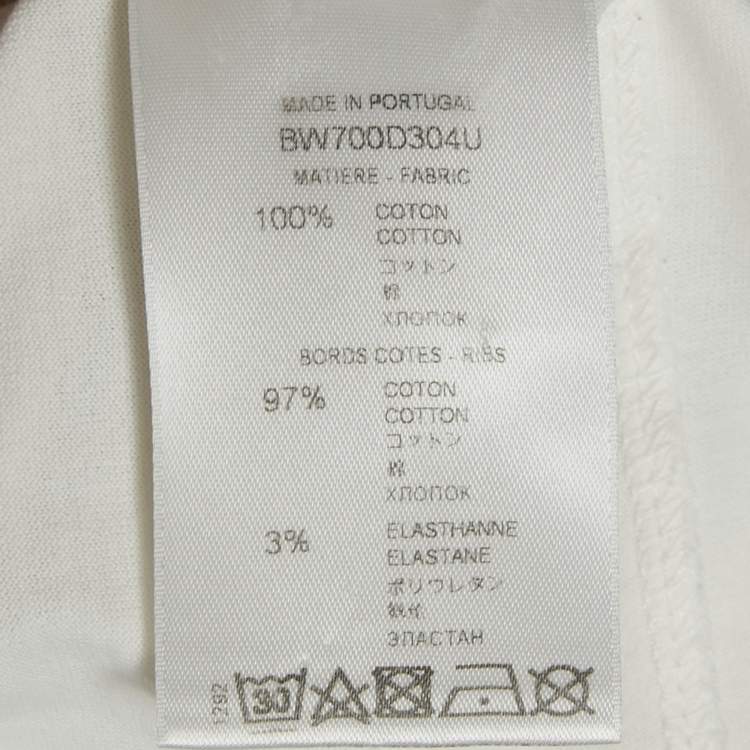 MADE IN PORTUGAL
BW700D304U
MATIERE - FABRIC
100% COTON
COTTON
コットン
棉
ХЛОПОК
BORDS COTES - RIBS
97% COTON
COTTON
コットン
棉
ХЛОПОК
3% ELASTHANNE
ELASTANE
ポリウレタン
ЭЛАСТАН
1292
30